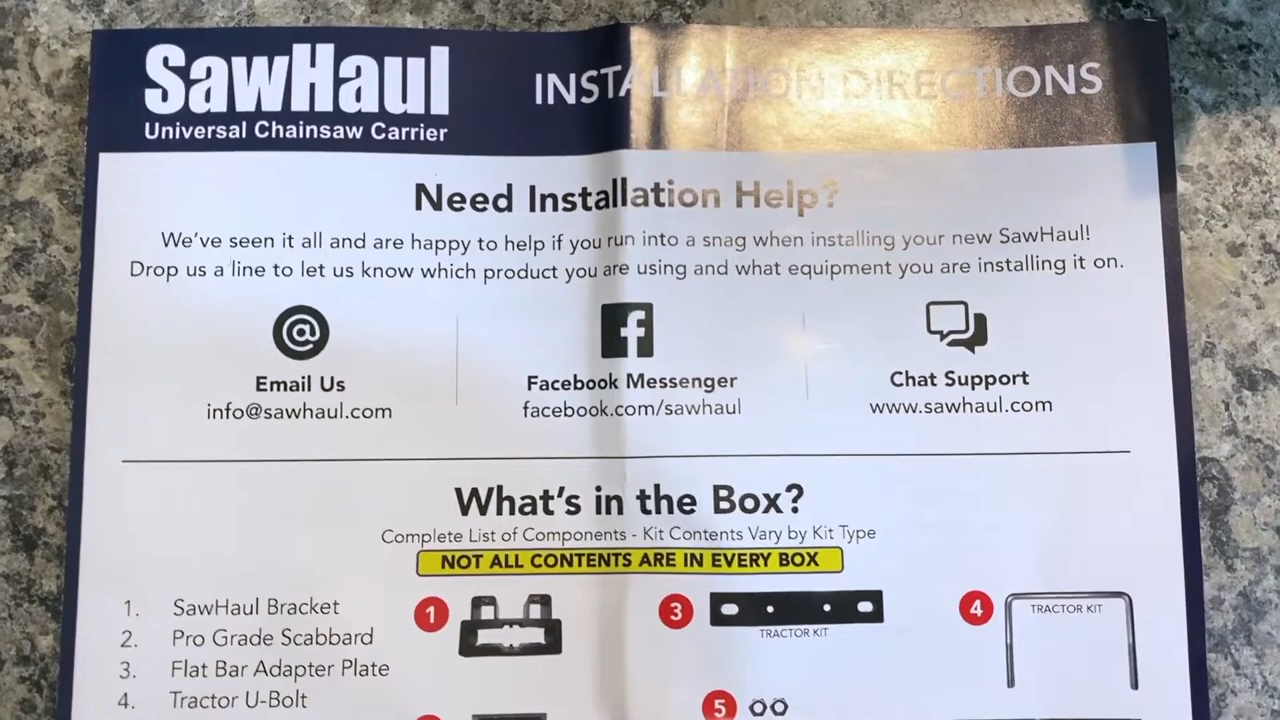 SawHaul
Universal Chainsaw Carrier
INSTALLATION DIRECTIONS
Need Installation Help?
We've seen it all and are happy to help if you run into a snag when installing your new SawHaul!
Drop us a line to let us know which product you are using and what equipment you are installing it on.
Email Us
info@sawhaul.com
Facebook Messenger
facebook.com/sawhaul
Chat Support
www.sawhaul.com
What's in the Box?
Complete List of Components - Kit Contents Vary by Kit Type
NOT ALL CONTENTS ARE IN EVERY BOX
1. SawHaul Bracket
2. Pro Grade Scabbard
3. Flat Bar Adapter Plate
4. Tractor U-Bolt
1
3
TRACTOR KIT
4
TRACTOR KIT
5